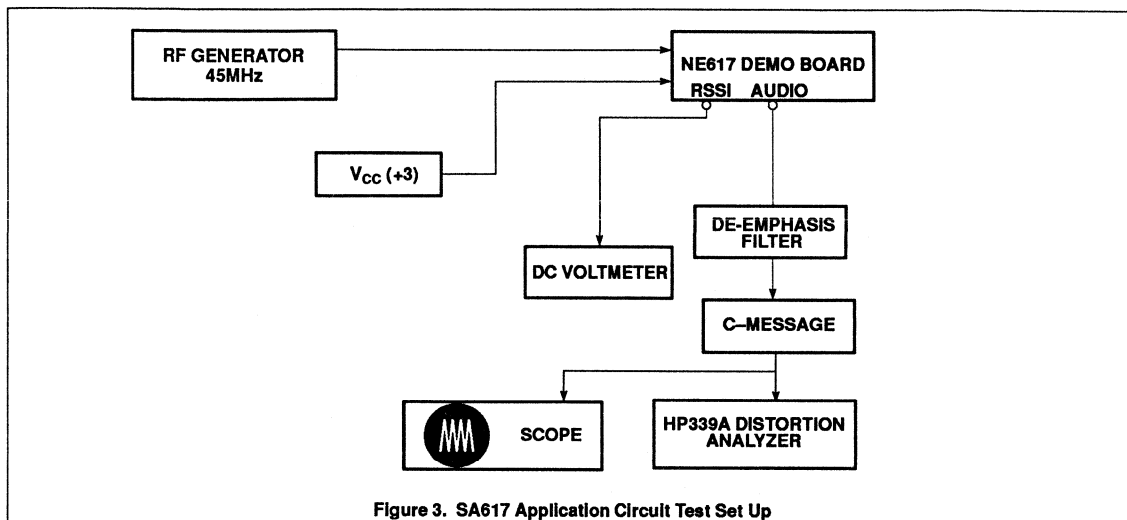 RF GENERATOR
45MHz
NE617 DEMO BOARD
RSSI AUDIO
VCC (+3)
DE-EMPHASIS
FILTER
DC VOLTMETER
C–MESSAGE
SCOPE
HP339A DISTORTION
ANALYZER
Figure 3. SA617 Application Circuit Test Set Up